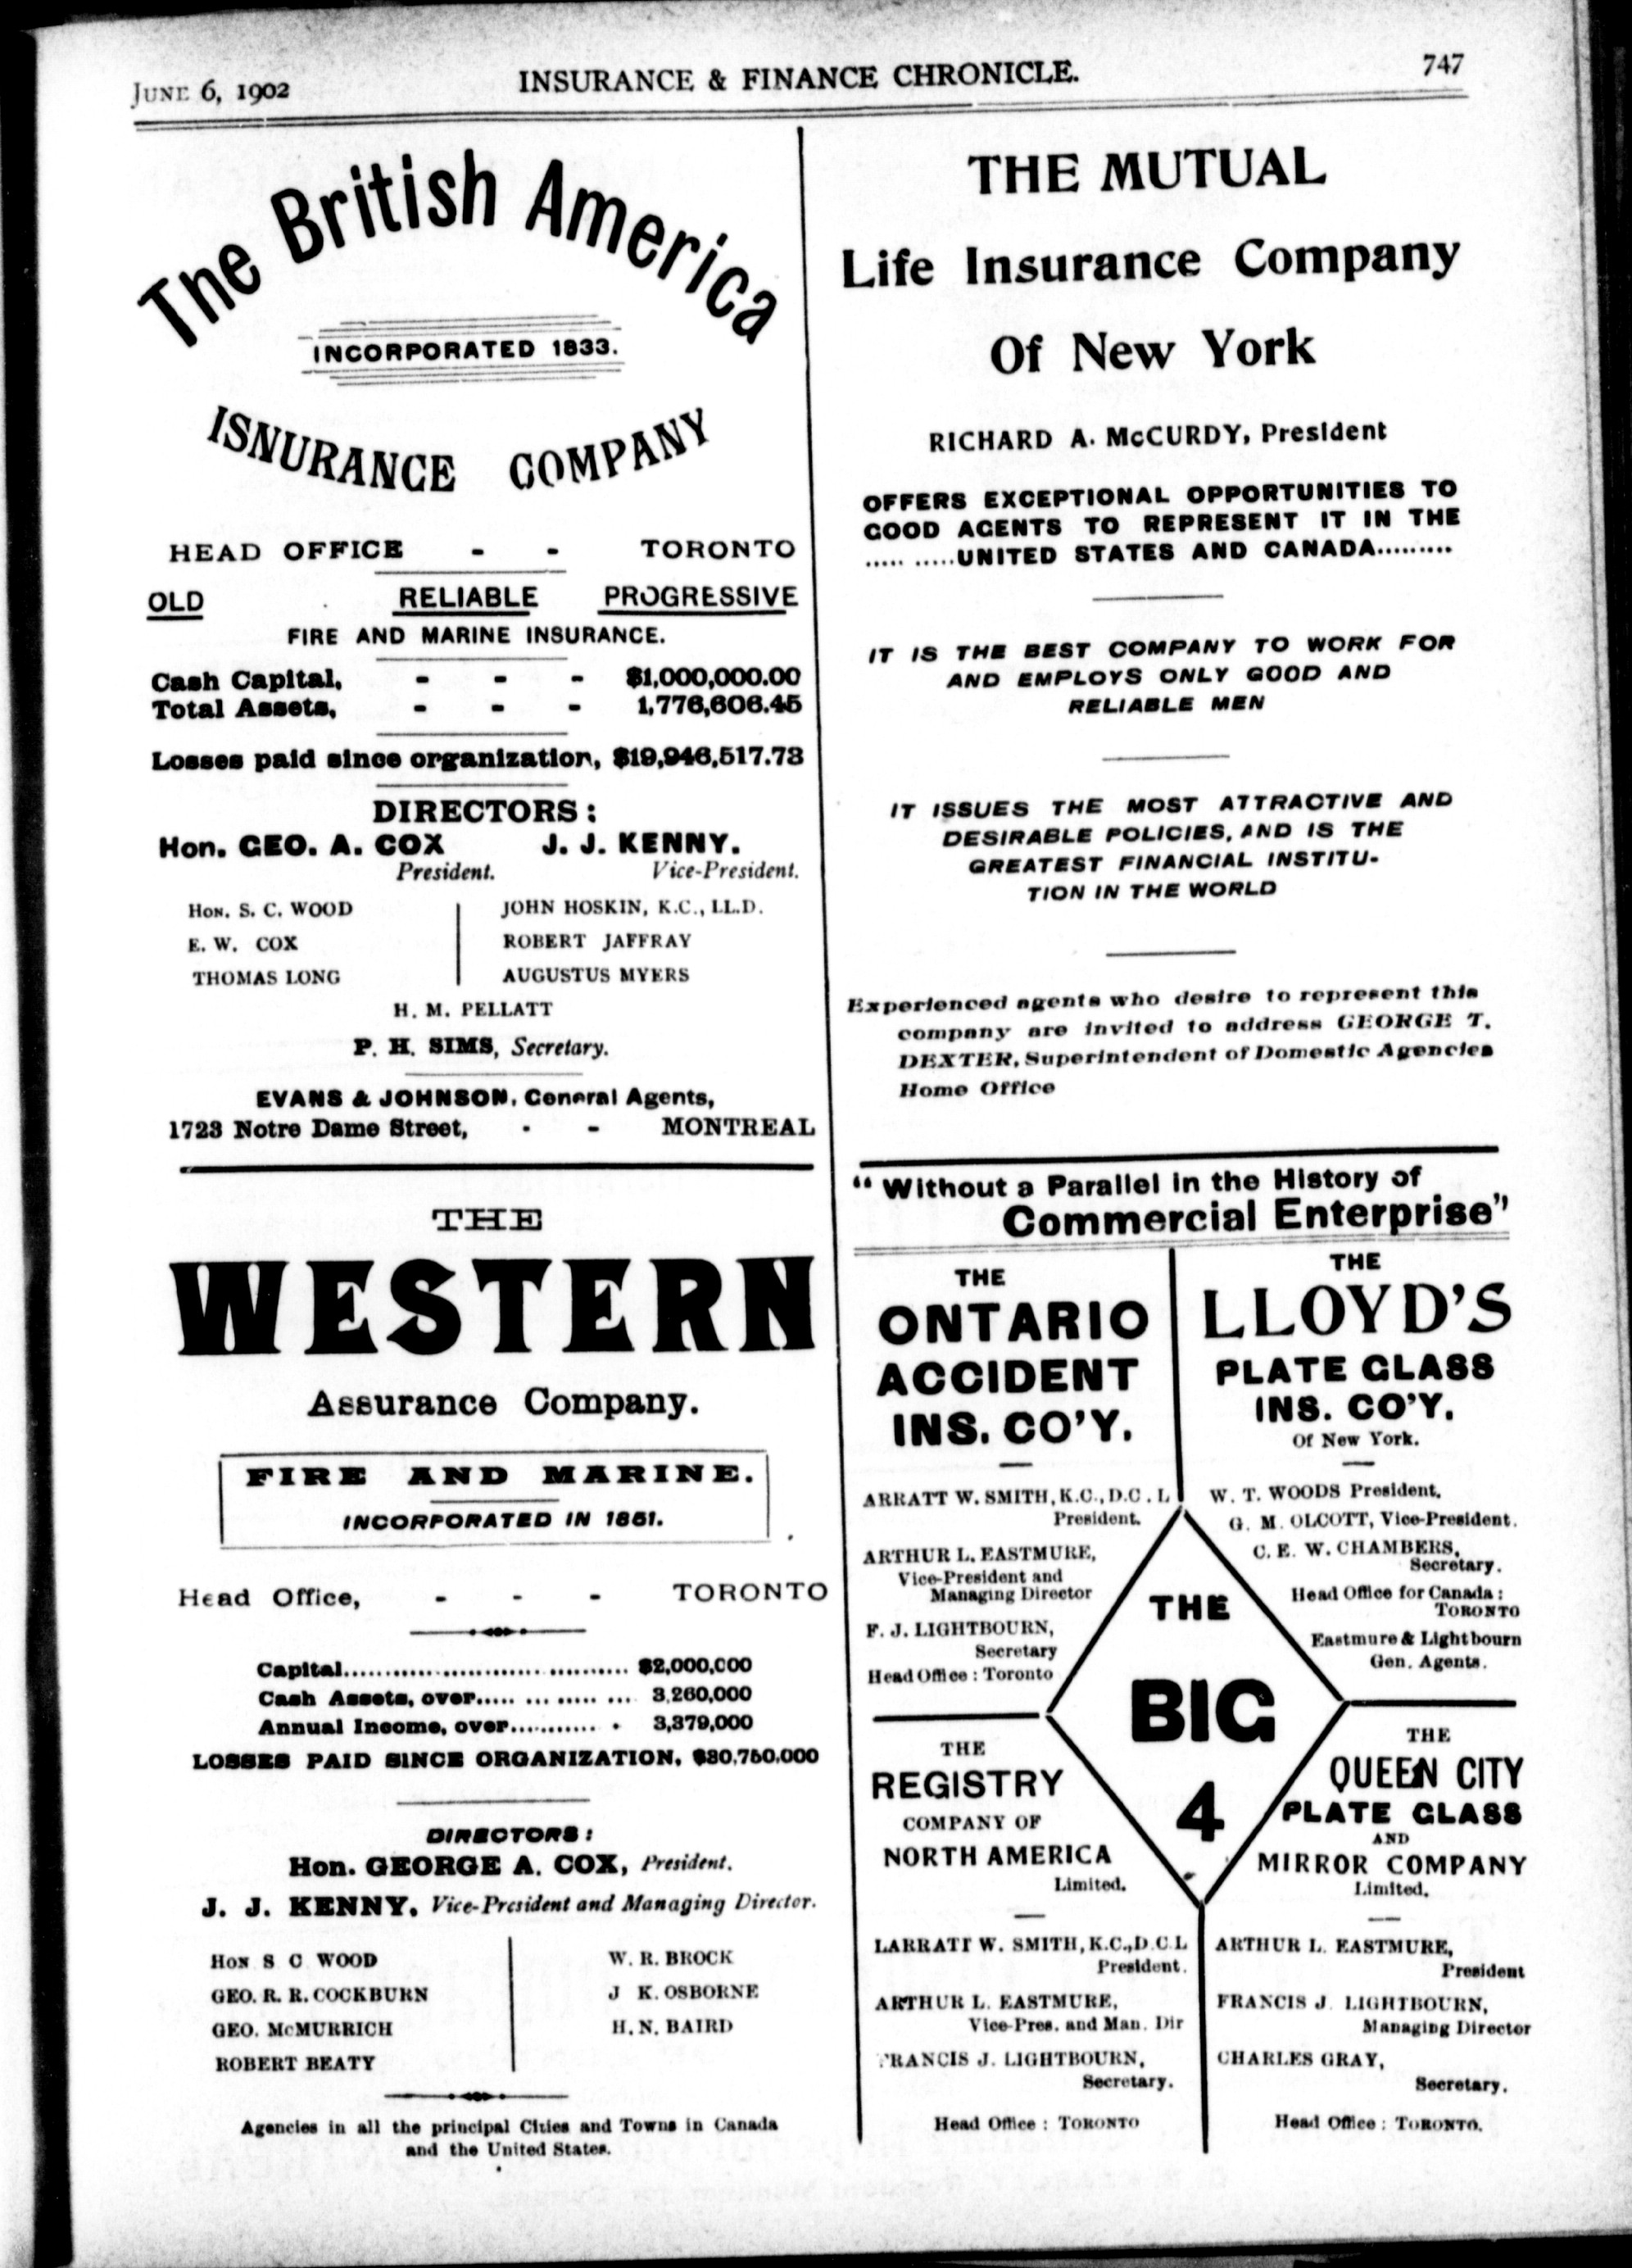 JUNE 6, 1902
INSURANCE & FINANCE CHRONICLE.
747
The British America
INCORPORATED 1833.
ISNURANCE COMPANY
HEAD OFFICE - - TORONTO
OLD RELIABLE PROGRESSIVE
FIRE AND MARINE INSURANCE.
Cash Capital, - - - $1,000,000.00
Total Assets, - - - 1,776,606.45
Losses paid since organization, $19,946,517.73
DIRECTORS:
Hon. GEO. A. COX J. J. KENNY.
President. Vice-President.
HON. S. C. WOOD JOHN HOSKIN, K.C., LL.D.
E. W. COX ROBERT JAFFRAY
THOMAS LONG AUGUSTUS MYERS
H. M. PELLATT
P. H. SIMS, Secretary.
EVANS & JOHNSON, General Agents,
1723 Notre Dame Street, - - MONTREAL
THE
WESTERN
Assurance Company.
FIRE AND MARINE.
INCORPORATED IN 1851.
Head Office, - - - TORONTO
Capital........................................ $2,000,000
Cash Assets, over..................... 3,260,000
Annual Income, over............ 3,379,000
LOSSES PAID SINCE ORGANIZATION, $30,750,000
DIRECTORS:
Hon. GEORGE A. COX, President.
J. J. KENNY, Vice-President and Managing Director.
HON S C WOOD W. R. BROCK
GEO. R. R. COCKBURN J K. OSBORNE
GEO. McMURRICH H. N. BAIRD
ROBERT BEATY
Agencies in all the principal Cities and Towns in Canada
and the United States.
THE MUTUAL
Life Insurance Company
Of New York
RICHARD A. McCURDY, President
OFFERS EXCEPTIONAL OPPORTUNITIES TO
GOOD AGENTS TO REPRESENT IT IN THE
..... .....UNITED STATES AND CANADA.........
IT IS THE BEST COMPANY TO WORK FOR
AND EMPLOYS ONLY GOOD AND
RELIABLE MEN
IT ISSUES THE MOST ATTRACTIVE AND
DESIRABLE POLICIES, AND IS THE
GREATEST FINANCIAL INSTITU-
TION IN THE WORLD
Experienced agents who desire to represent this
company are invited to address GEORGE T.
DEXTER, Superintendent of Domestic Agencies
Home Office
"Without a Parallel in the History of
Commercial Enterprise"
THE
ONTARIO
ACCIDENT
INS. CO'Y.
ARRATT W. SMITH, K.C., D.C. L
President.
ARTHUR L. EASTMURE,
Vice-President and
Managing Director
F. J. LIGHTBOURN,
Secretary
Head Office : Toronto
THE
LLOYD'S
PLATE GLASS
INS. CO'Y.
Of New York.
W. T. WOODS President.
G. M. OLCOTT, Vice-President.
C. E. W. CHAMBERS,
Secretary.
Head Office for Canada :
TORONTO
Eastmure & Lightbourn
Gen. Agents.
THE
BIG
4
THE
REGISTRY
COMPANY OF
NORTH AMERICA
Limited.
LARRATT W. SMITH, K.C., D.C.L
President.
ARTHUR L. EASTMURE,
Vice-Pres. and Man. Dir
FRANCIS J. LIGHTBOURN,
Secretary.
Head Office : TORONTO
THE
QUEEN CITY
PLATE GLASS
AND
MIRROR COMPANY
Limited.
ARTHUR L. EASTMURE,
President
FRANCIS J LIGHTBOURN,
Managing Director
CHARLES GRAY,
Secretary.
Head Office : TORONTO.